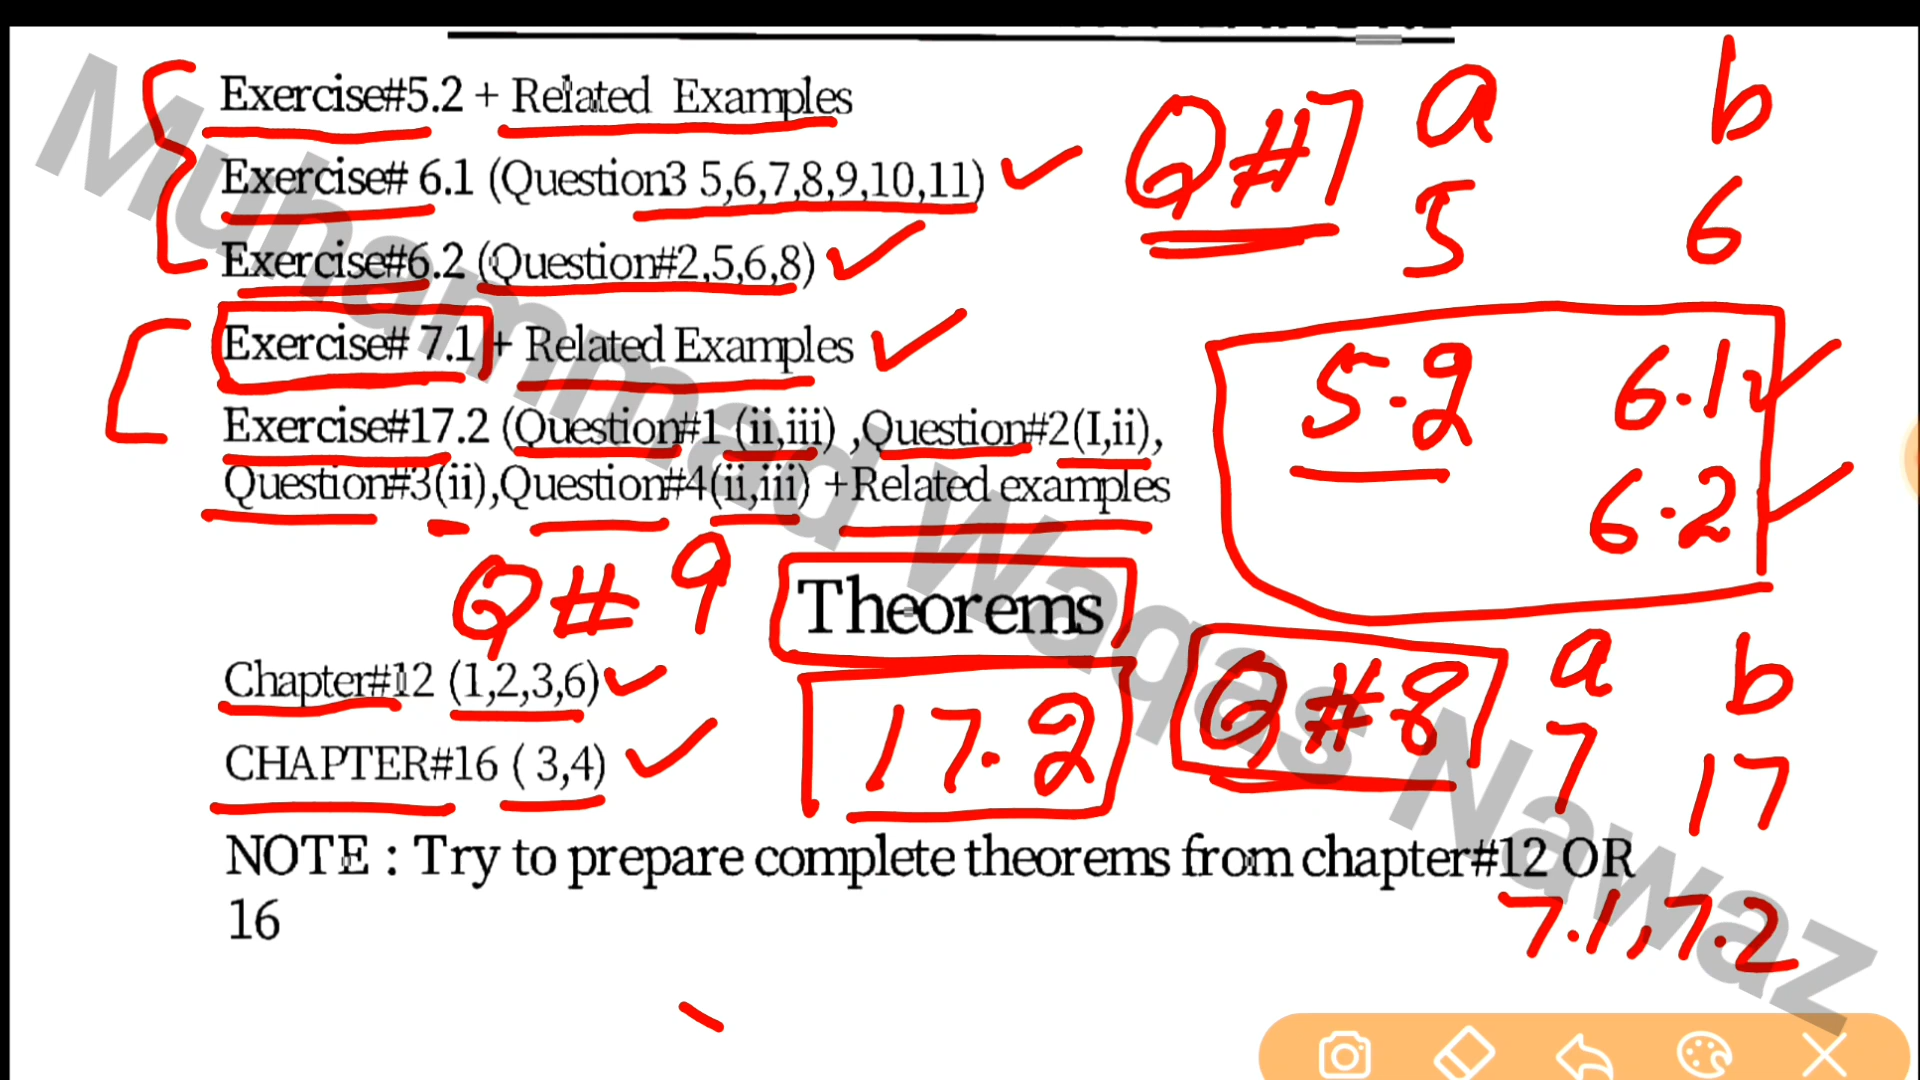 Exercise#5.2 + Related Examples
Exercise# 6.1 (Question3 5,6,7,8,9,10,11)
Exercise#6.2 (Question#2,5,6,8)
Exercise# 7.1 + Related Examples
Exercise#17.2 (Question#1 (ii,iii) ,Question#2(I,ii),
Question#3(ii),Question#4(ii,iii) +Related examples
Q#7 a b
5 6
5.2 6.1
6.2
Q# 9
Theorems
17.2
Q#8 a b
7 17
Chapter#12 (1,2,3,6)
CHAPTER#16 ( 3,4)
NOTE : Try to prepare complete theorems from chapter#12 OR
16
7.1,7.2
Muhammad Waqas Nawaz